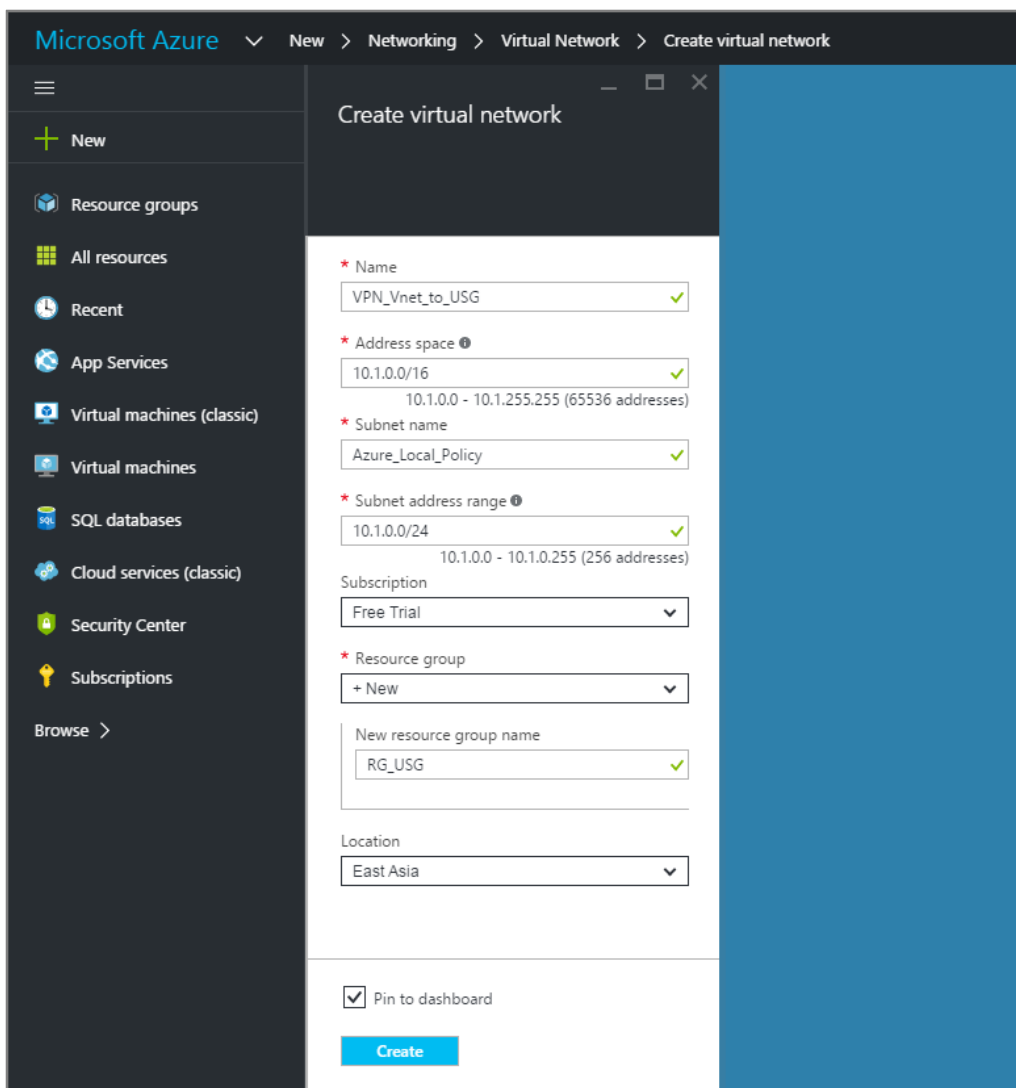 Microsoft Azure New > Networking > Virtual Network > Create virtual network
New
Resource groups
All resources
Recent
App Services
Virtual machines (classic)
Virtual machines
SQL databases
Cloud services (classic)
Security Center
Subscriptions
Browse >
Create virtual network
* Name
VPN_Vnet_to_USG
* Address space
10.1.0.0/16
10.1.0.0 - 10.1.255.255 (65536 addresses)
* Subnet name
Azure_Local_Policy
* Subnet address range
10.1.0.0/24
10.1.0.0 - 10.1.0.255 (256 addresses)
Subscription
Free Trial
* Resource group
+ New
New resource group name
RG_USG
Location
East Asia
Pin to dashboard
Create